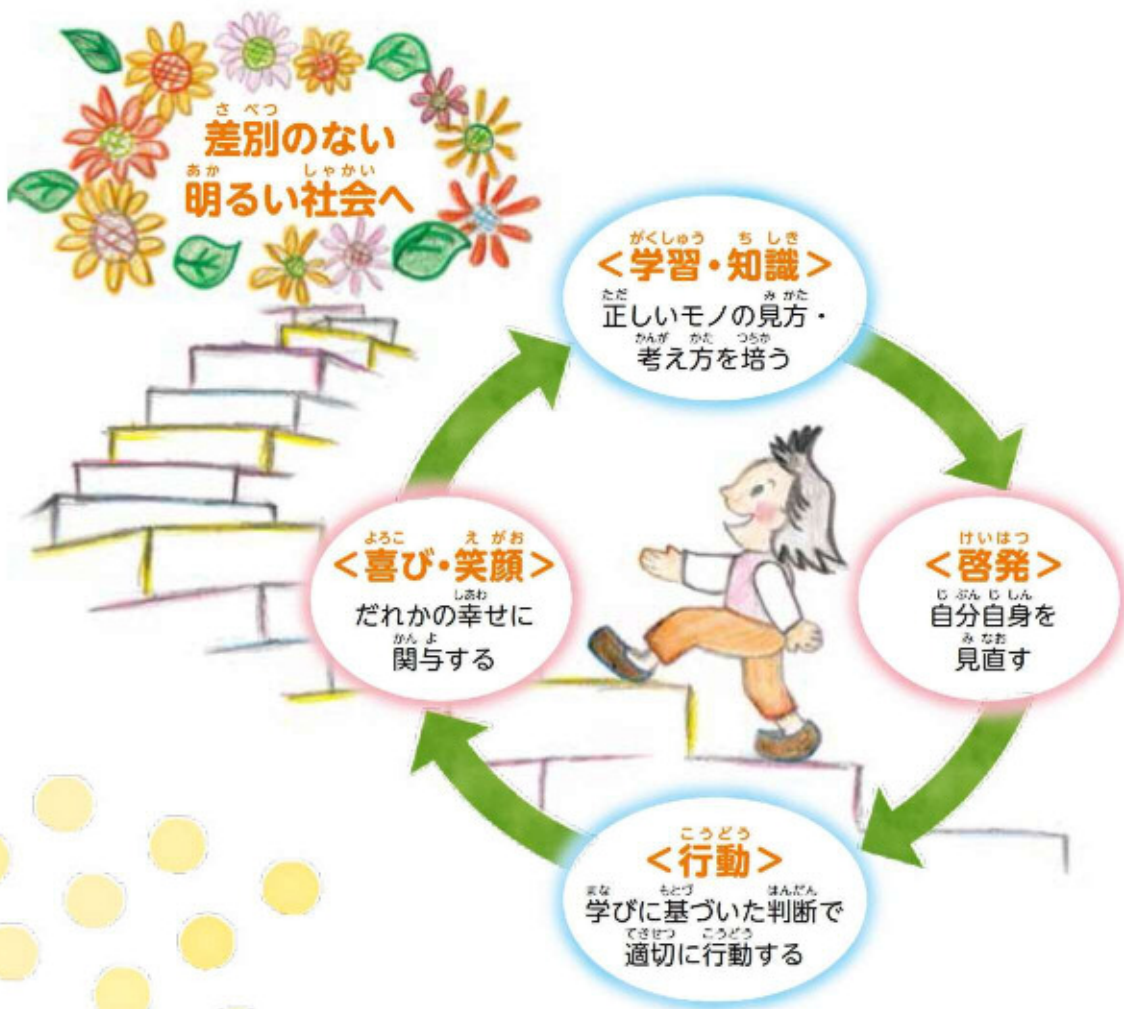 差別のない
明るい社会へ
<学習・知識>
正しいモノの見方・
考え方を培う
<啓発>
自分自身を
見直す
<行動>
学びに基づいた判断で
適切に行動する
<喜び・笑顔>
だれかの幸せに
関与する